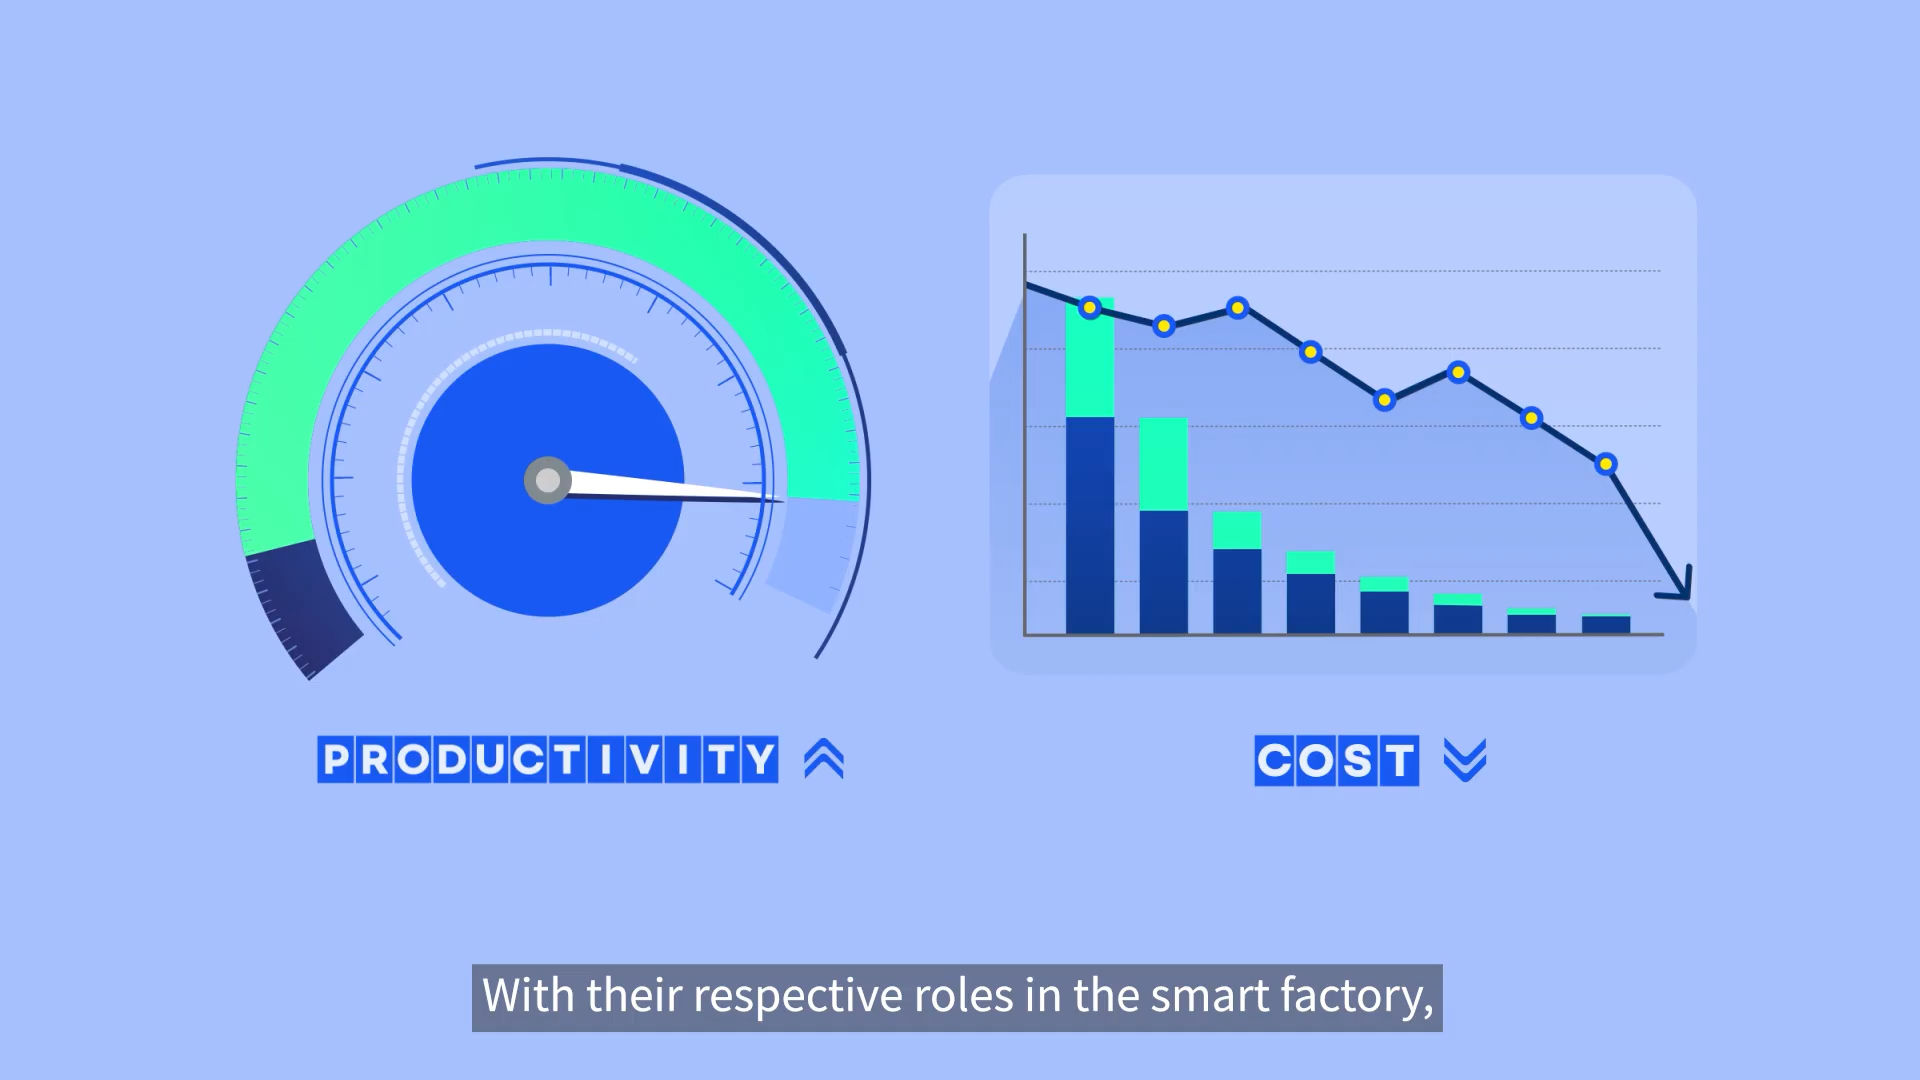 PRODUCTIVITY
COST
With their respective roles in the smart factory,